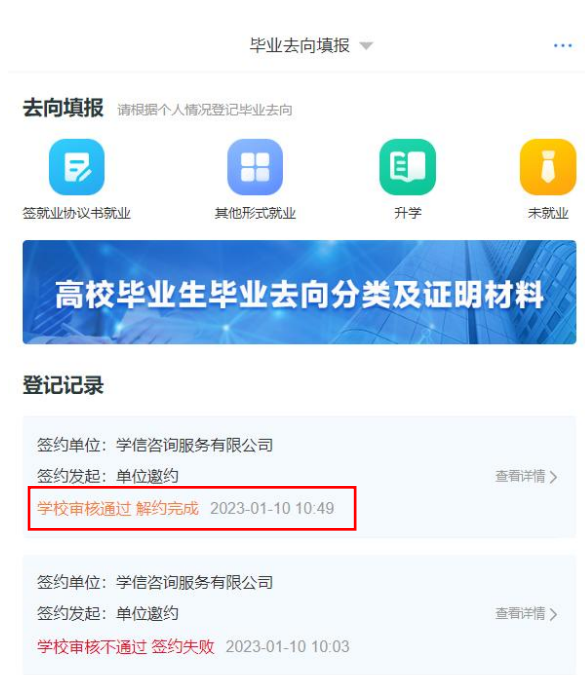 毕业去向填报
去向填报 请根据个人情况登记毕业去向
签就业协议书就业 其他形式就业 升学 未就业
高校毕业生毕业去向分类及证明材料
登记记录
签约单位：学信咨询服务有限公司
签约发起：单位邀约 查看详情
学校审核通过 解约完成 2023-01-10 10:49
签约单位：学信咨询服务有限公司
签约发起：单位邀约 查看详情
学校审核不通过 签约失败 2023-01-10 10:03